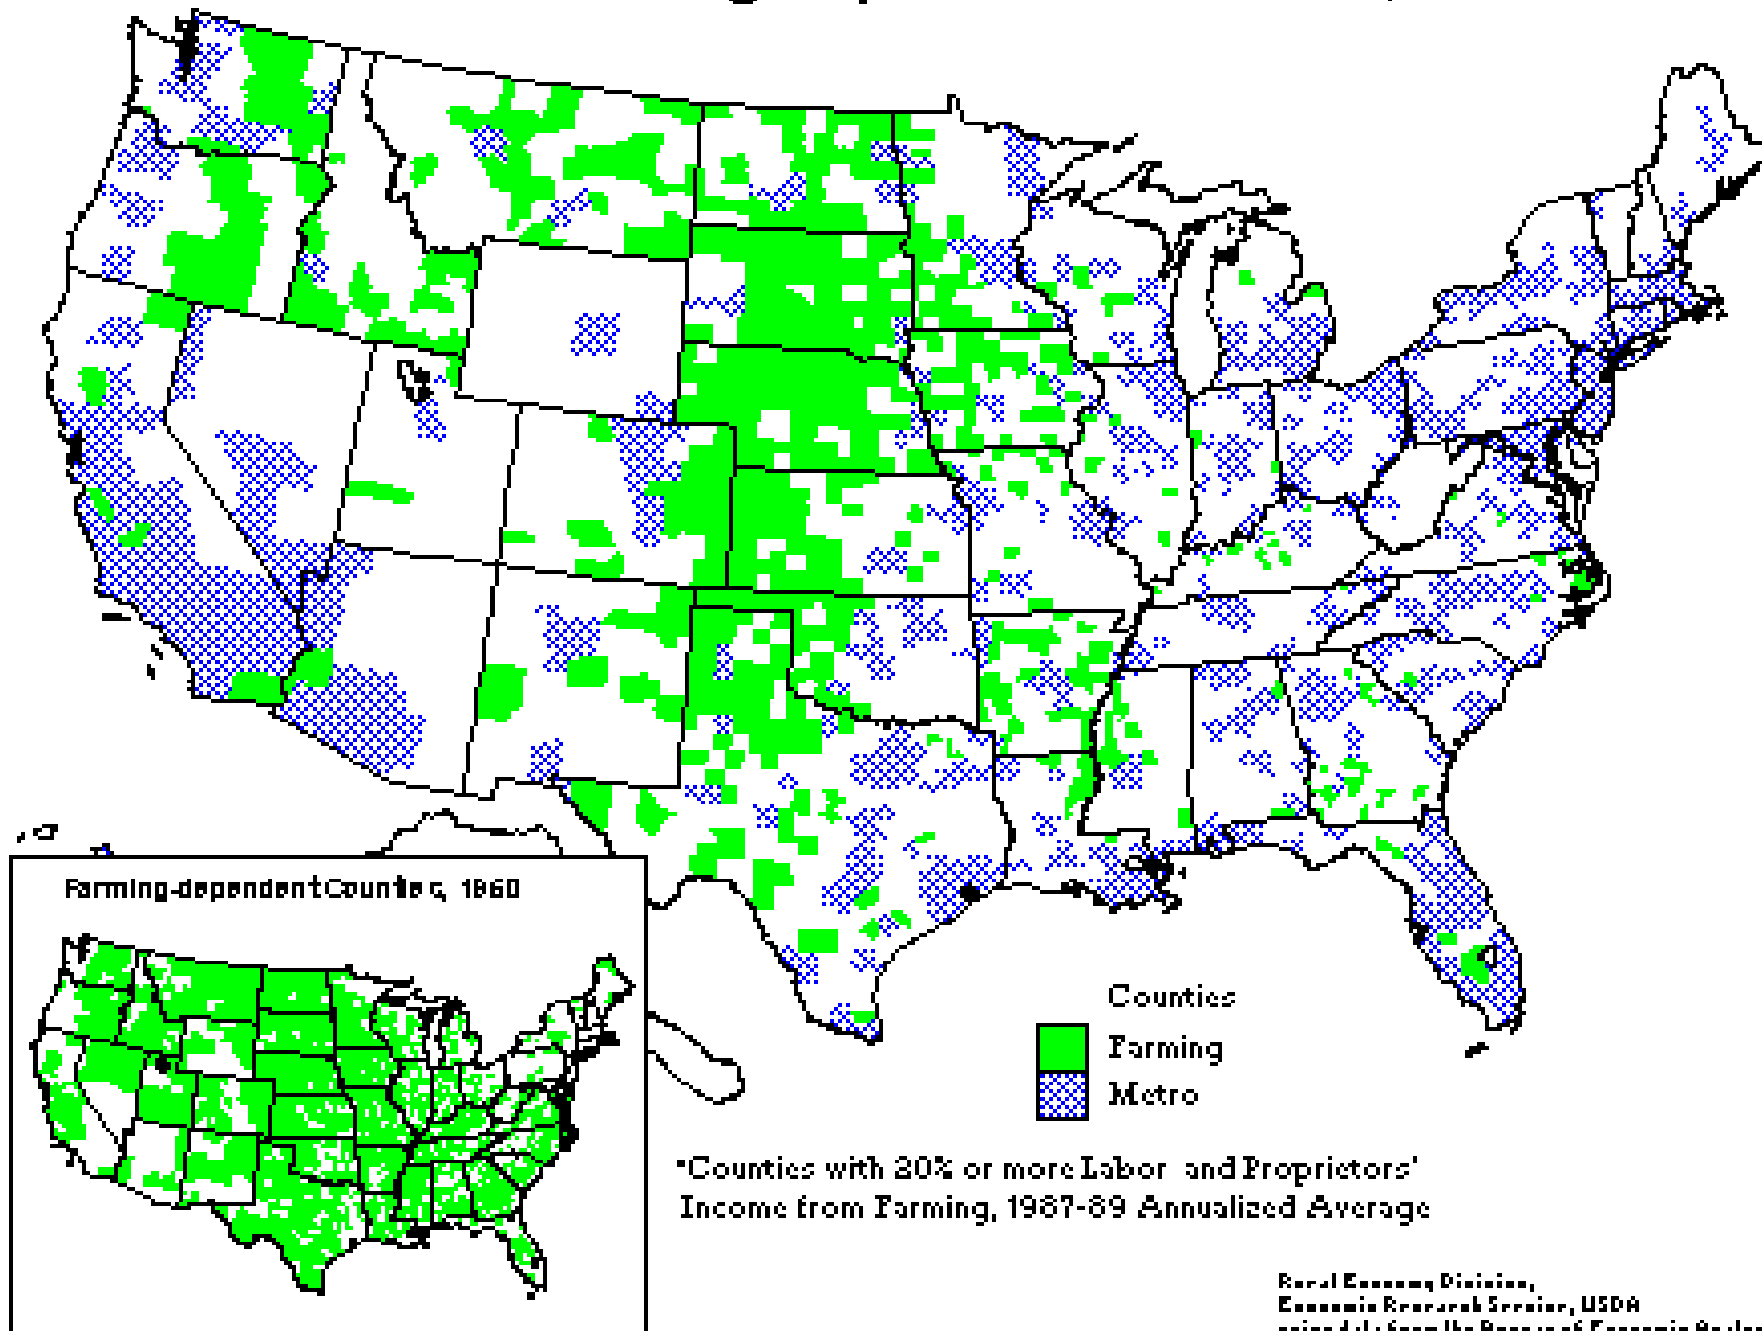 Farming-dependent Counties, 1960
Counties
Farming
Metro
*Counties with 20% or more Labor and Proprietors'
Income from Farming, 1987-89 Annualized Average
Rural Economy Division,
Economic Research Service, USDA